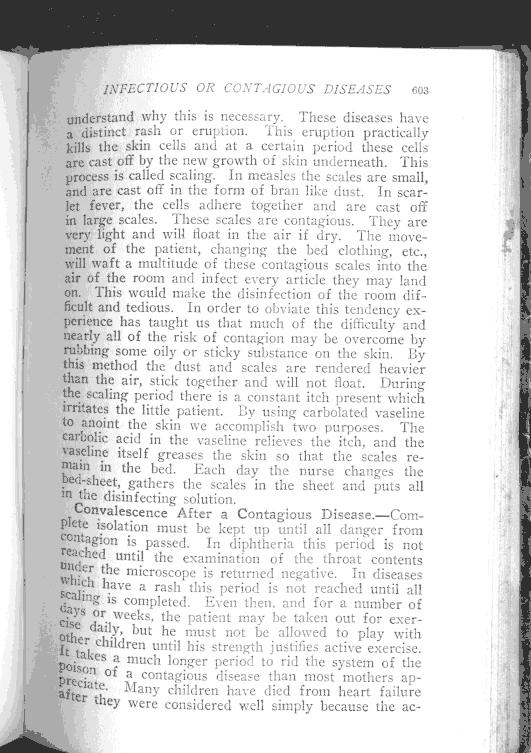 INFECTIOUS OR CONTAGIOUS DISEASES 603
understand why this is necessary. These diseases have
a distinct rash or eruption. This eruption practically
kills the skin cells and at a certain period these cells
are cast off by the new growth of skin underneath. This
process is called scaling. In measles the scales are small,
and are cast off in the form of bran like dust. In scar-
let fever, the cells adhere together and are cast off
in large scales. These scales are contagious. They are
very light and will float in the air if dry. The move-
ment of the patient, changing the bed clothing, etc.,
will waft a multitude of these contagious scales into the
air of the room and infect every article they may land
on. This would make the disinfection of the room dif-
ficult and tedious. In order to obviate this tendency ex-
perience has taught us that much of the difficulty and
nearly all of the risk of contagion may be overcome by
rubbing some oily or sticky substance on the skin. By
this method the dust and scales are rendered heavier
than the air, stick together and will not float. During
the scaling period there is a constant itch present which
irritates the little patient. By using carbolated vaseline
to anoint the skin we accomplish two purposes. The
carbolic acid in the vaseline relieves the itch, and the
vaseline itself greases the skin so that the scales re-
main in the bed. Each day the nurse changes the
bed-sheet, gathers the scales in the sheet and puts all
in the disinfecting solution.
Convalescence After a Contagious Disease.—Com-
plete isolation must be kept up until all danger from
contagion is passed. In diphtheria this period is not
reached until the examination of the throat contents
under the microscope is returned negative. In diseases
which have a rash this period is not reached until all
scaling is completed. Even then, and for a number of
days or weeks, the patient may be taken out for exer-
cise daily, but he must not be allowed to play with
other children until his strength justifies active exercise.
It takes a much longer period to rid the system of the
poison of a contagious disease than most mothers ap-
preciate. Many children have died from heart failure
after they were considered well simply because the ac-